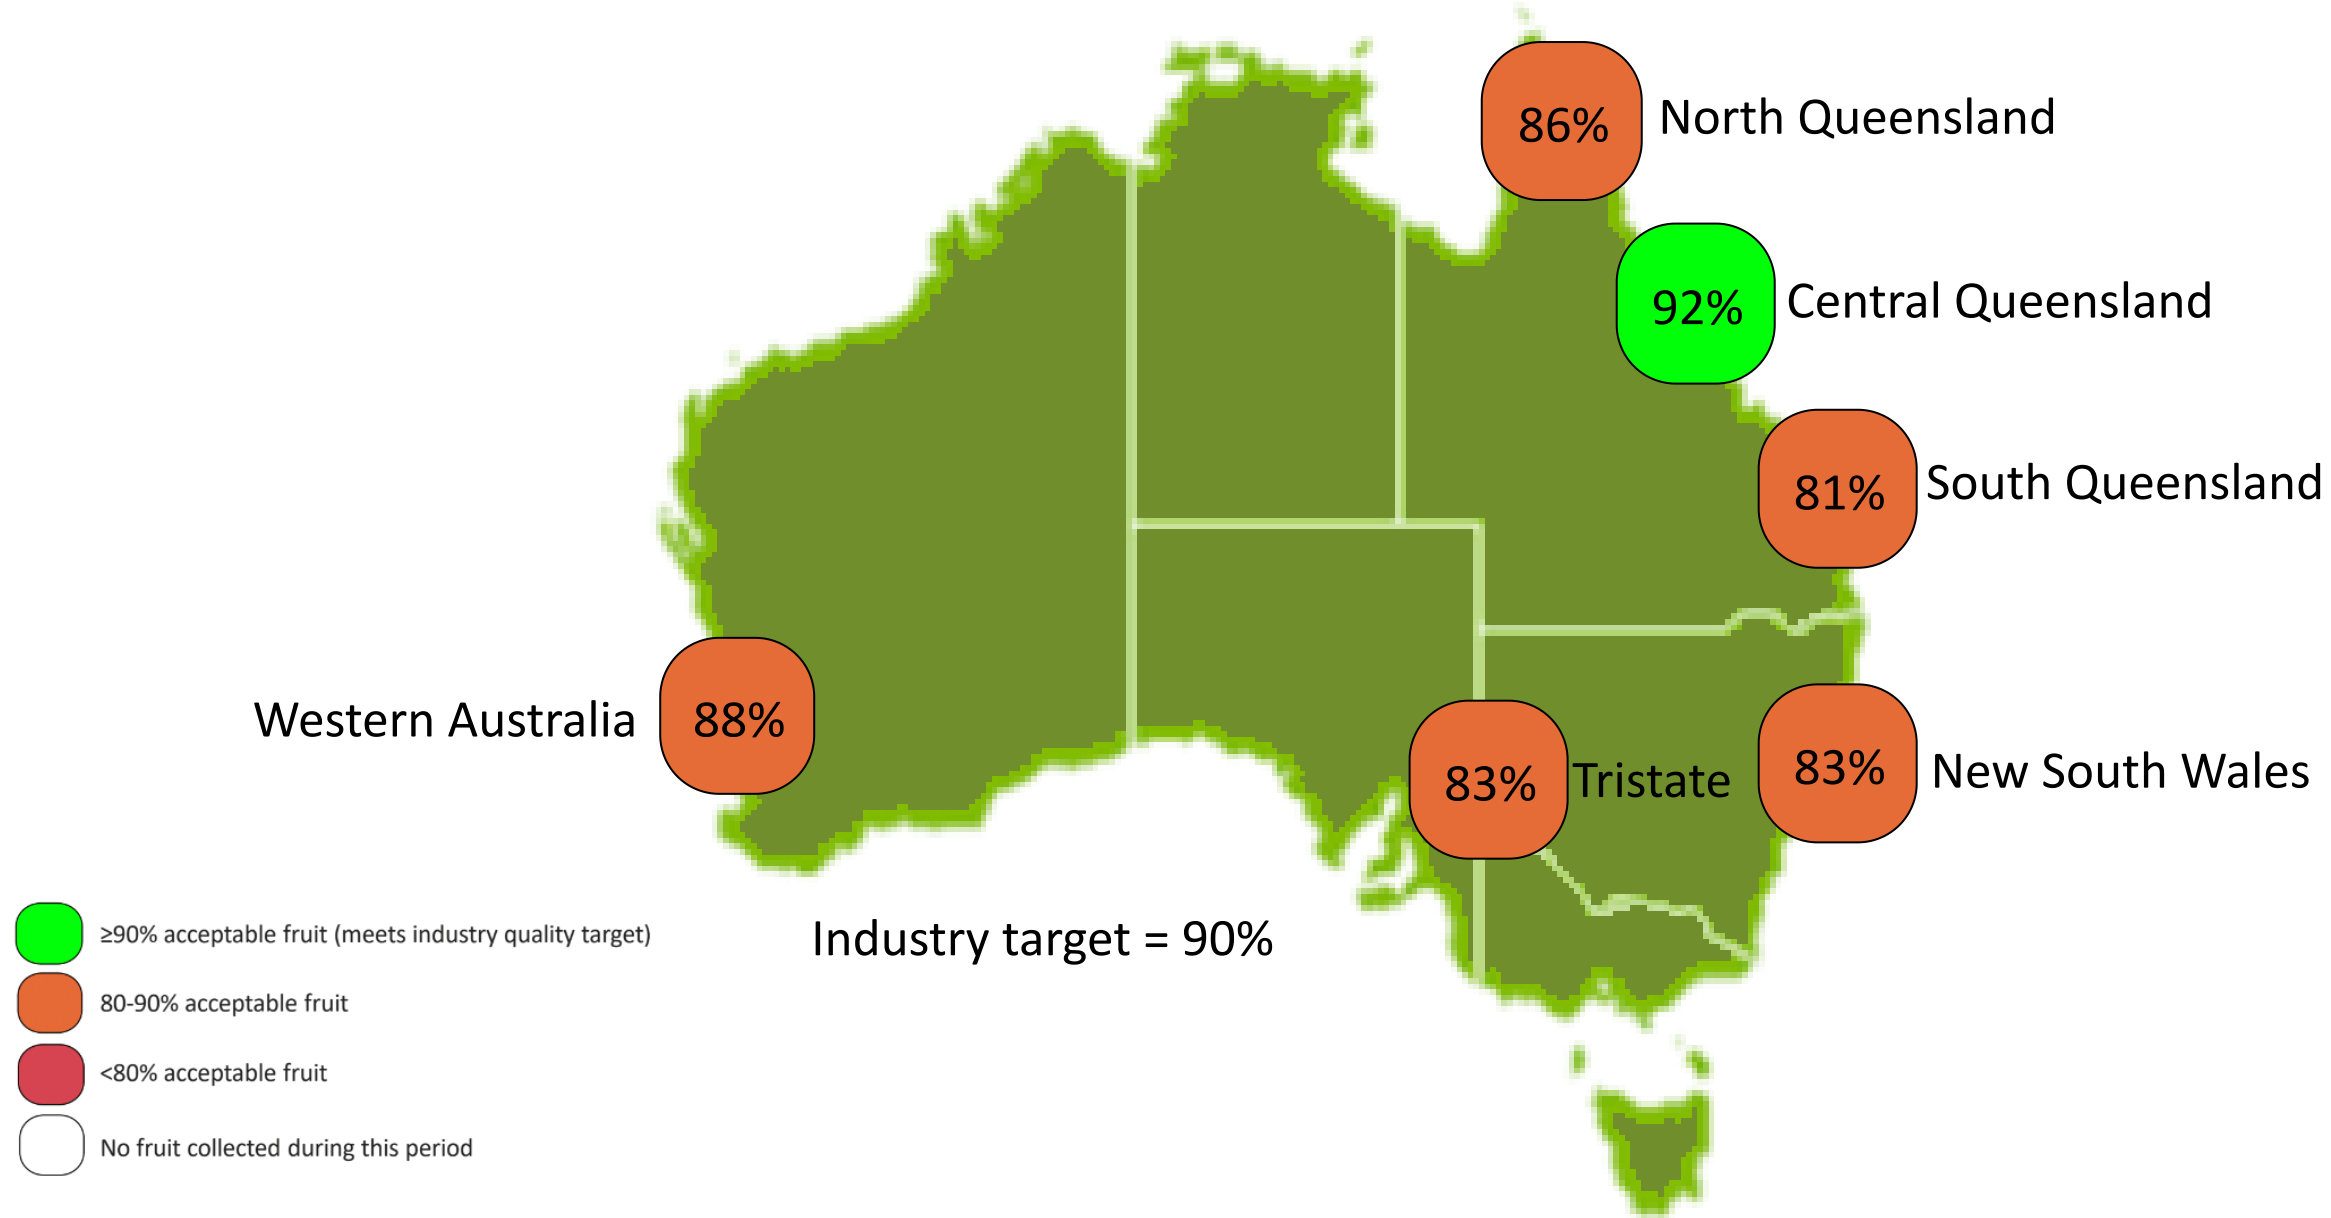 86% North Queensland
92% Central Queensland
81% South Queensland
Western Australia 88%
83% Tristate
83% New South Wales
Industry target = 90%
≥90% acceptable fruit (meets industry quality target)
80-90% acceptable fruit
<80% acceptable fruit
No fruit collected during this period